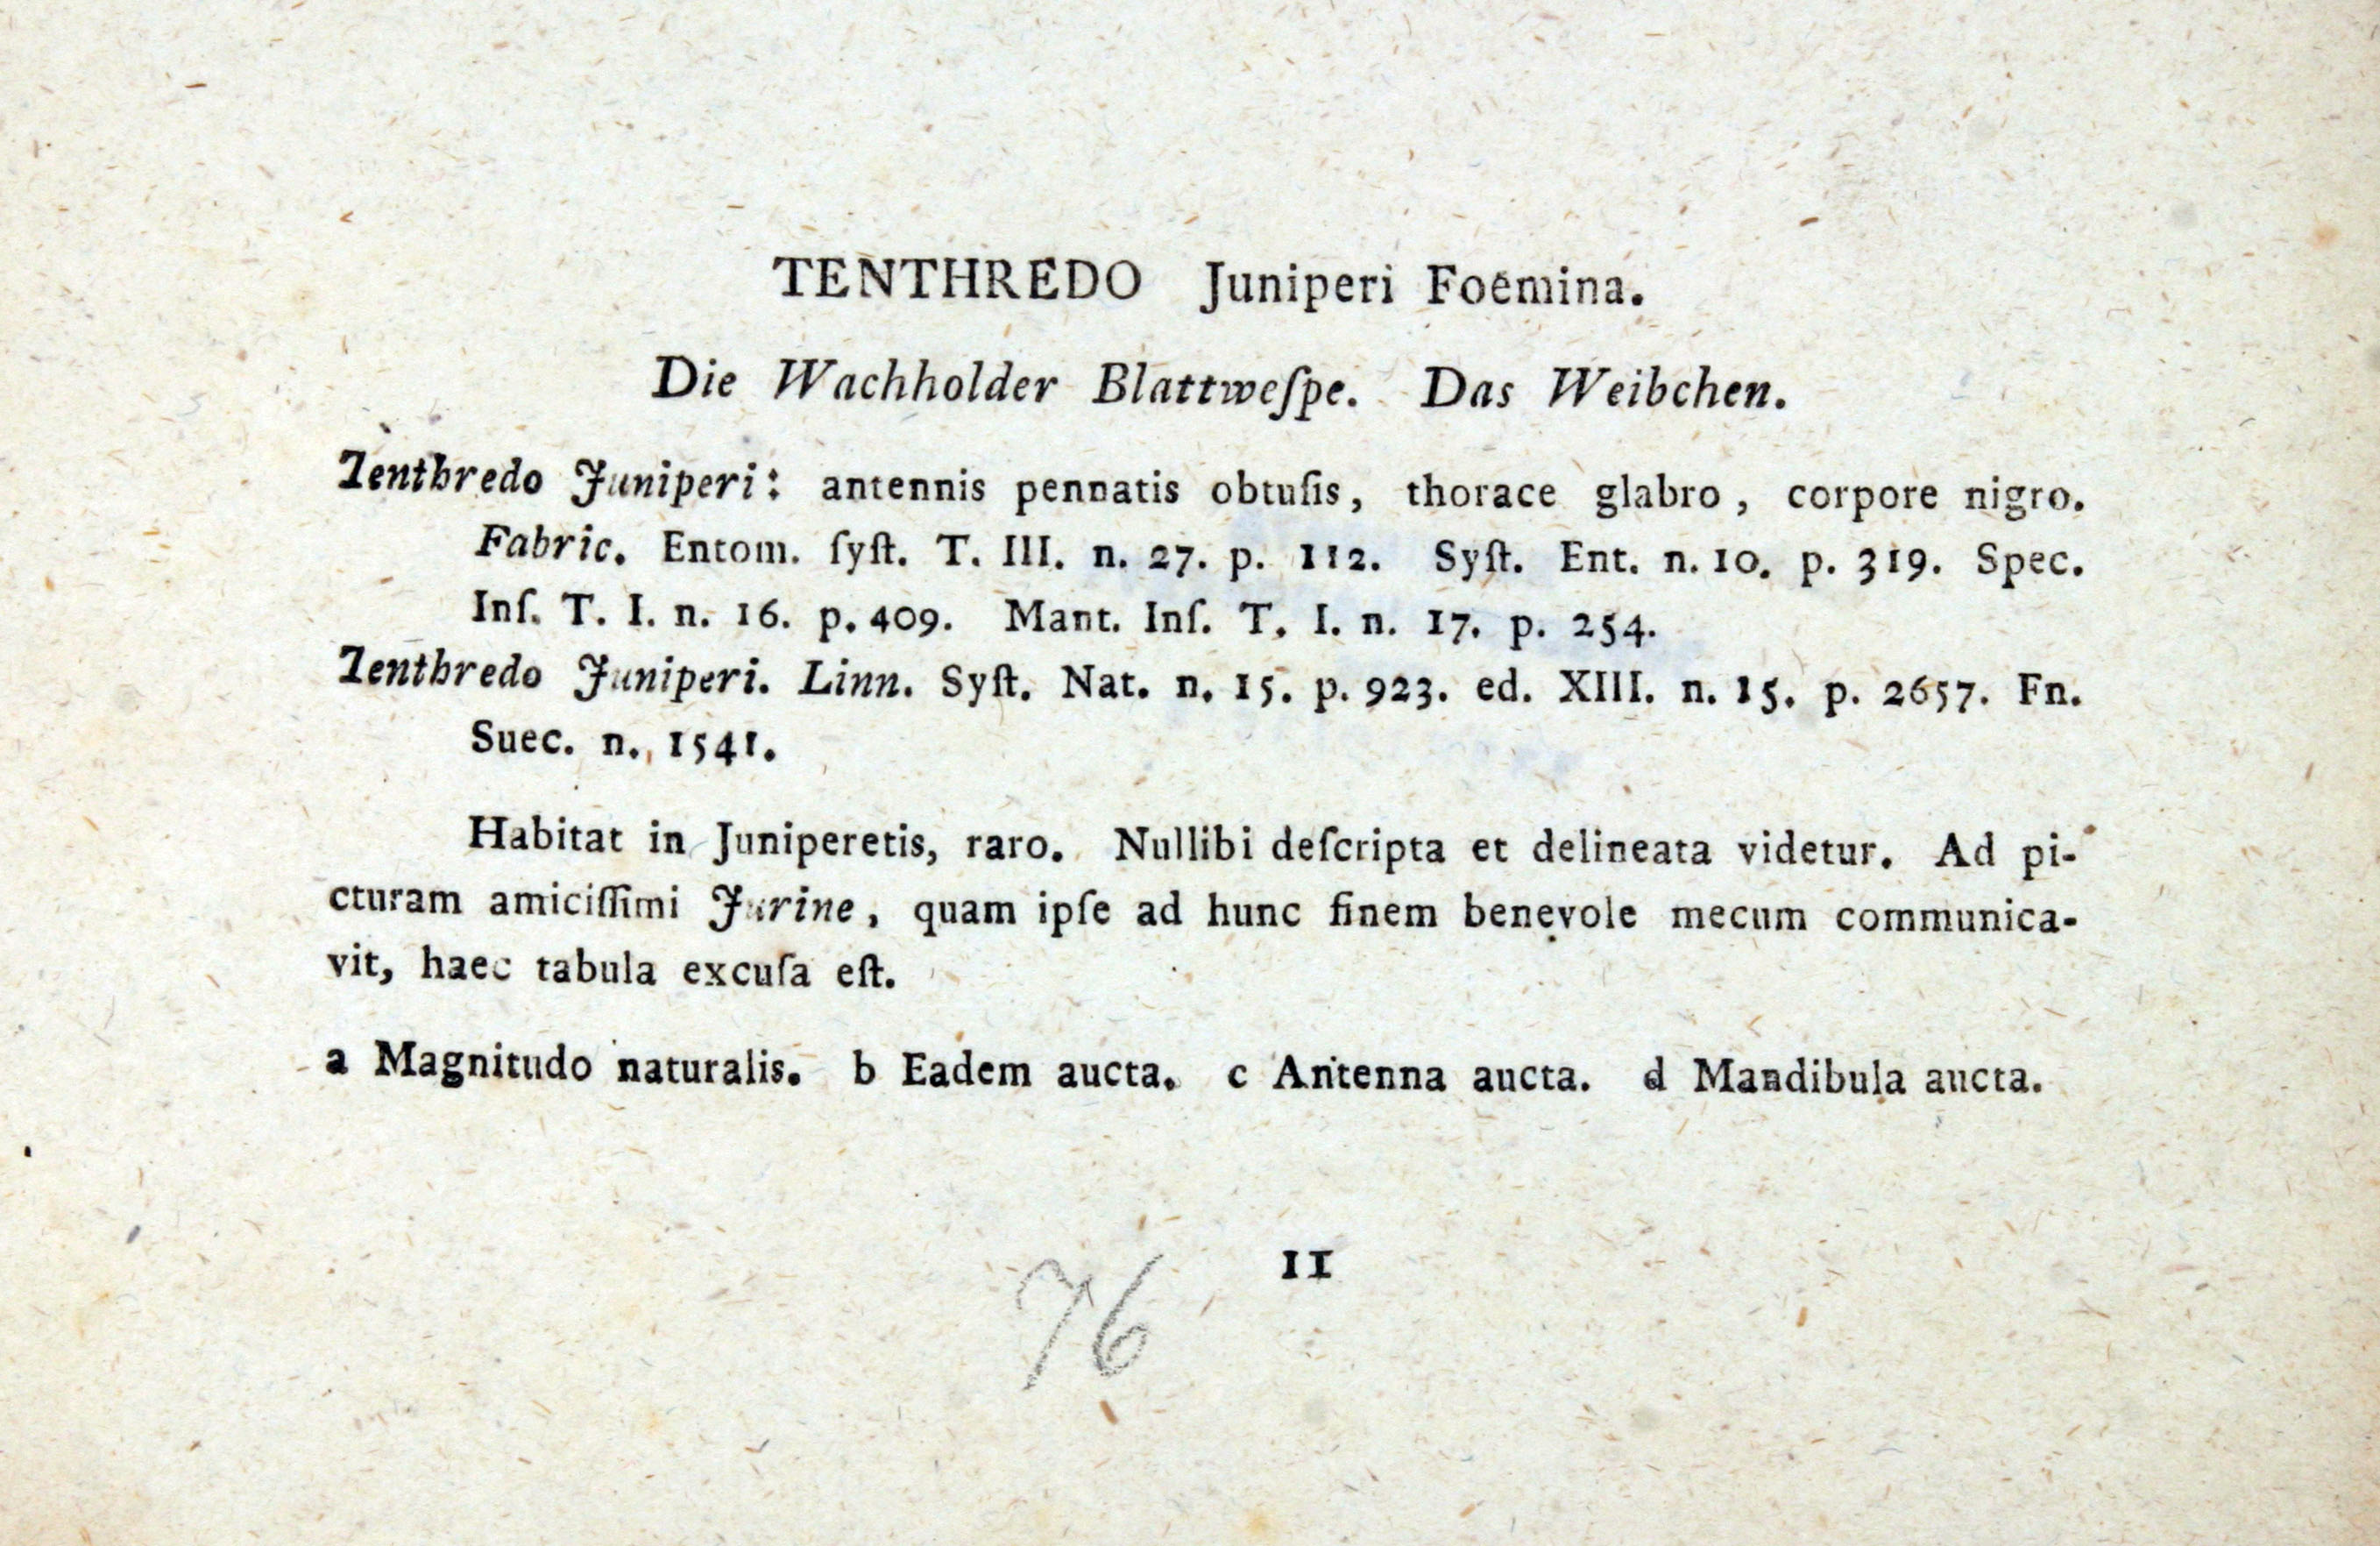 TENTHREDO Juniperi Foemina.
Die Wachholder Blattweſpe. Das Weibchen.
Tenthredo Juniperi: antennis pennatis obtuſis, thorace glabro, corpore nigro.
Fabric. Entom. ſyſt. T. III. n. 27. p. 112. Syſt. Ent. n. 10. p. 319. Spec.
Inſ. T. I. n. 16. p. 409. Mant. Inſ. T. I. n. 17. p. 254.
Tenthredo Juniperi. Linn. Syſt. Nat. n. 15. p. 923. ed. XIII. n. 15. p. 2657. Fn.
Suec. n. 1541.
Habitat in Juniperetis, raro. Nullibi deſcripta et delineata videtur. Ad pi-
cturam amiciſſimi Jurine, quam ipſe ad hunc finem benevole mecum communica-
vit, haec tabula excuſa eſt.
a Magnitudo naturalis. b Eadem aucta. c Antenna aucta. d Mandibula aucta.
11
76